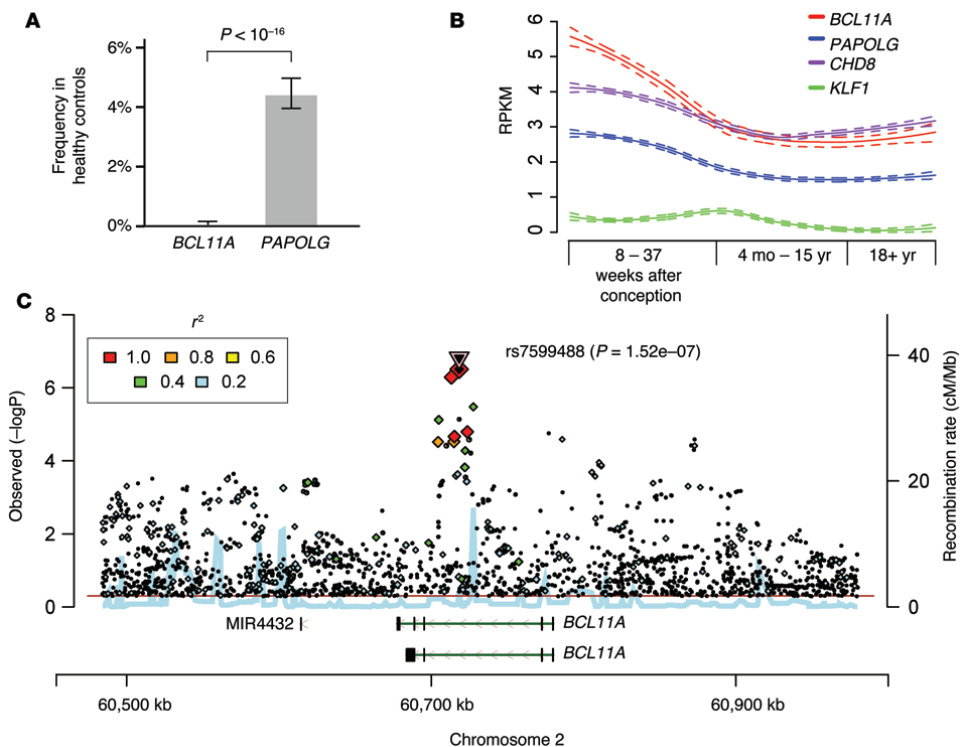 A
P < 10⁻¹⁶
6%
4%
2%
0%
Frequency in
healthy controls
BCL11A PAPOLG
B
6
5
4
3
2
1
0
RPKM
BCL11A
PAPOLG
CHD8
KLF1
8 – 37
weeks after
conception
4 mo – 15 yr
18+ yr
C
8
6
4
2
0
Observed (–logP)
r²
1.0 0.8 0.6
0.4 0.2
rs7599488 (P = 1.52e–07)
40
20
0
Recombination rate (cM/Mb)
MIR4432
BCL11A
BCL11A
60,500 kb 60,700 kb 60,900 kb
Chromosome 2